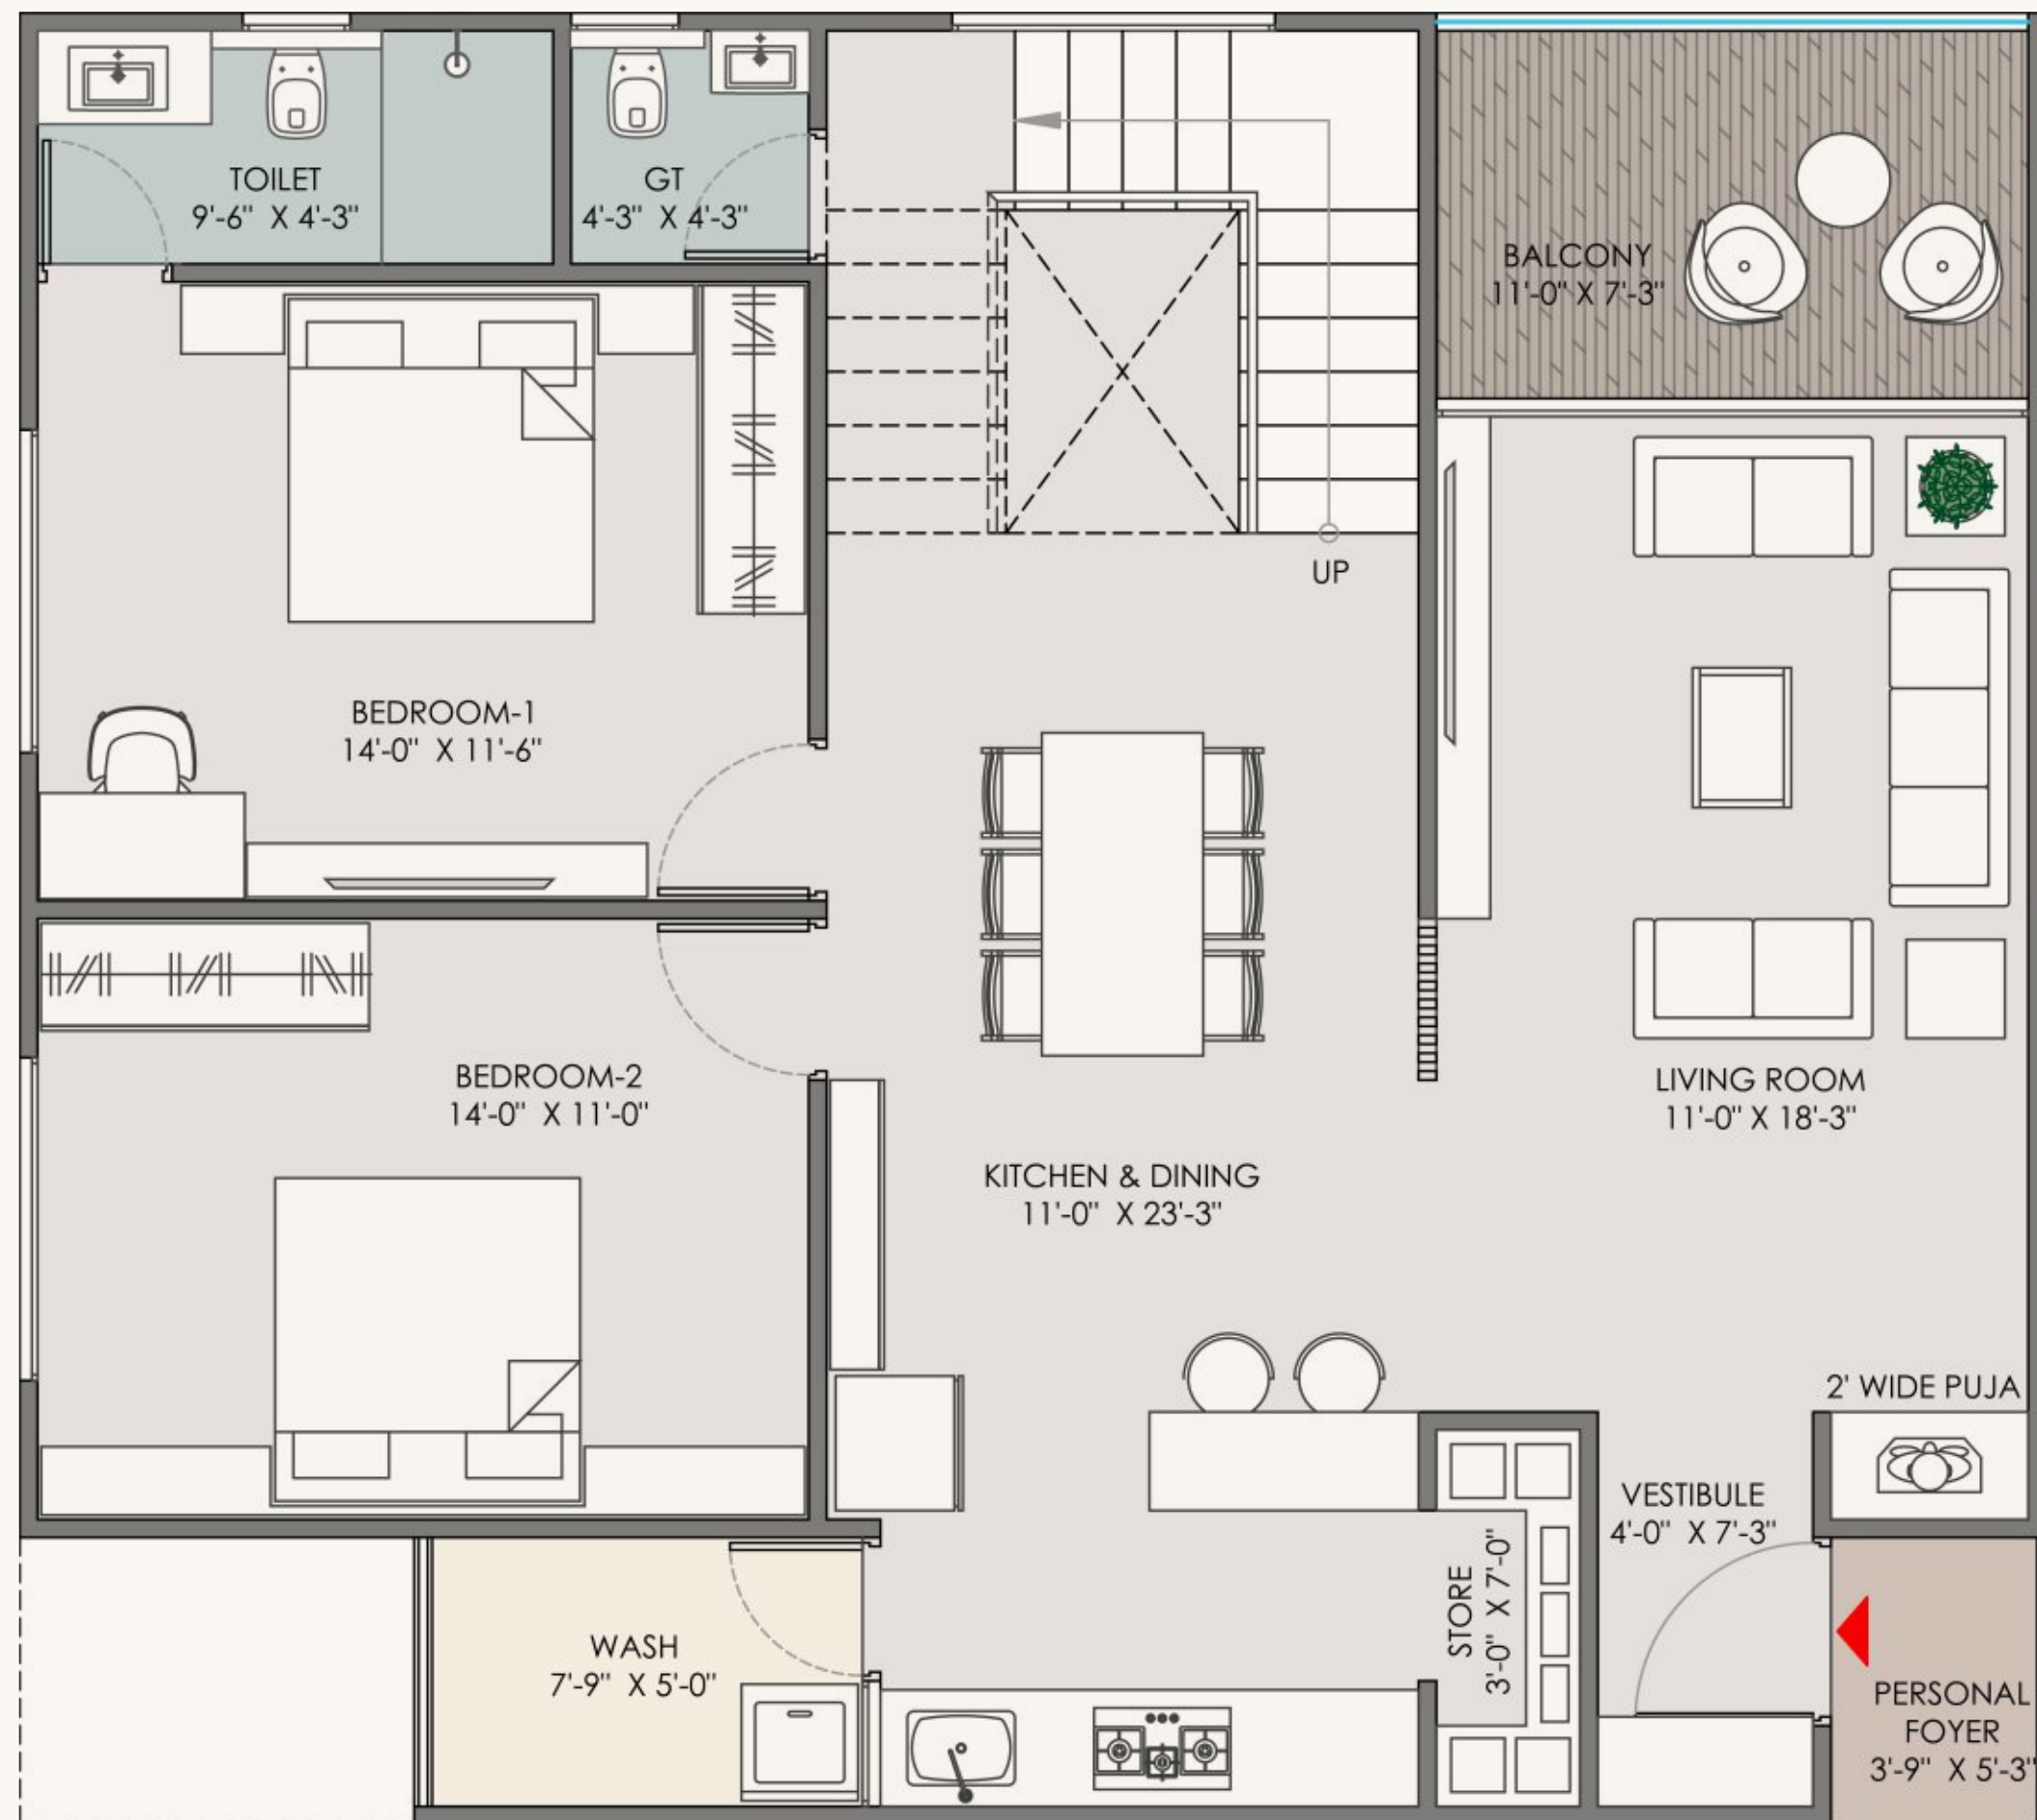 TOILET
9'-6" X 4'-3"
GT
4'-3" X 4'-3"
BALCONY
11'-0" X 7'-3"
UP
BEDROOM-1
14'-0" X 11'-6"
BEDROOM-2
14'-0" X 11'-0"
LIVING ROOM
11'-0" X 18'-3"
KITCHEN & DINING
11'-0" X 23'-3"
2' WIDE PUJA
VESTIBULE
4'-0" X 7'-3"
STORE
3'-0" X 7'-0"
WASH
7'-9" X 5'-0"
PERSONAL
FOYER
3'-9" X 5'-3"